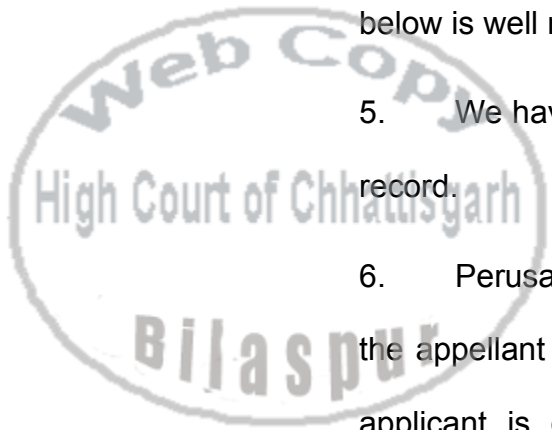 below is well
5. We hav
record.
6. Perusa
the appellant
applicant is
Web Copy
High Court of Chhattisgarh
Bilaspur